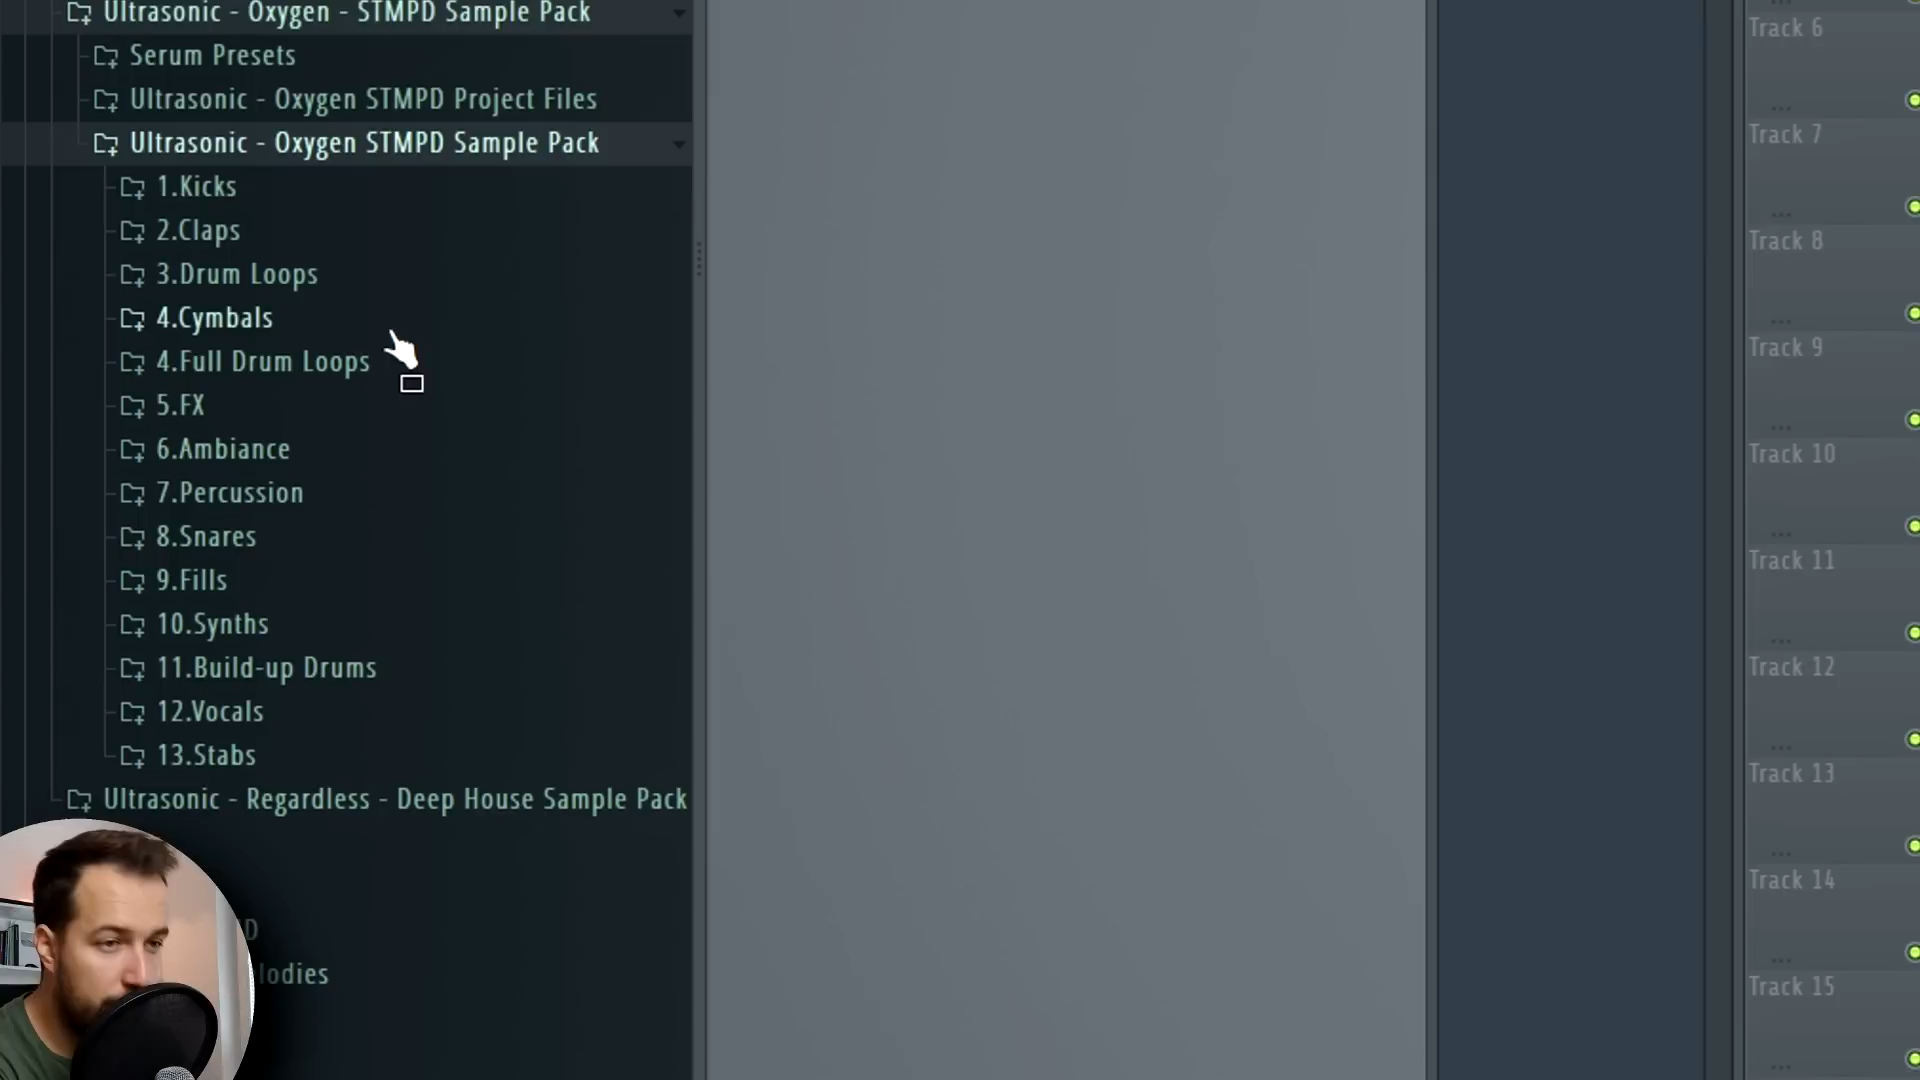 Ultrasonic - Oxygen - STMPD Sample Pack
Serum Presets
Ultrasonic - Oxygen STMPD Project Files
Ultrasonic - Oxygen STMPD Sample Pack
1.Kicks
2.Claps
3.Drum Loops
4.Cymbals
4.Full Drum Loops
5.FX
6.Ambiance
7.Percussion
8.Snares
9.Fills
10.Synths
11.Build-up Drums
12.Vocals
13.Stabs
Ultrasonic - Regardless - Deep House Sample Pack
Track 6
Track 7
Track 8
Track 9
Track 10
Track 11
Track 12
Track 13
Track 14
Track 15